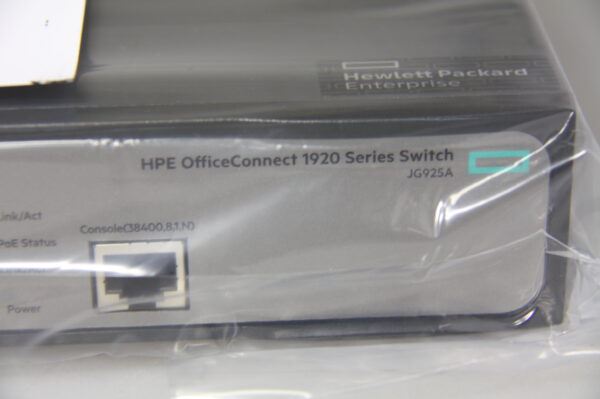 Hewlett Packard
Enterprise
HPE OfficeConnect 1920 Series Switch
JG925A
Link/Act
PoE Status
Console(38400,8,1,N)
Power